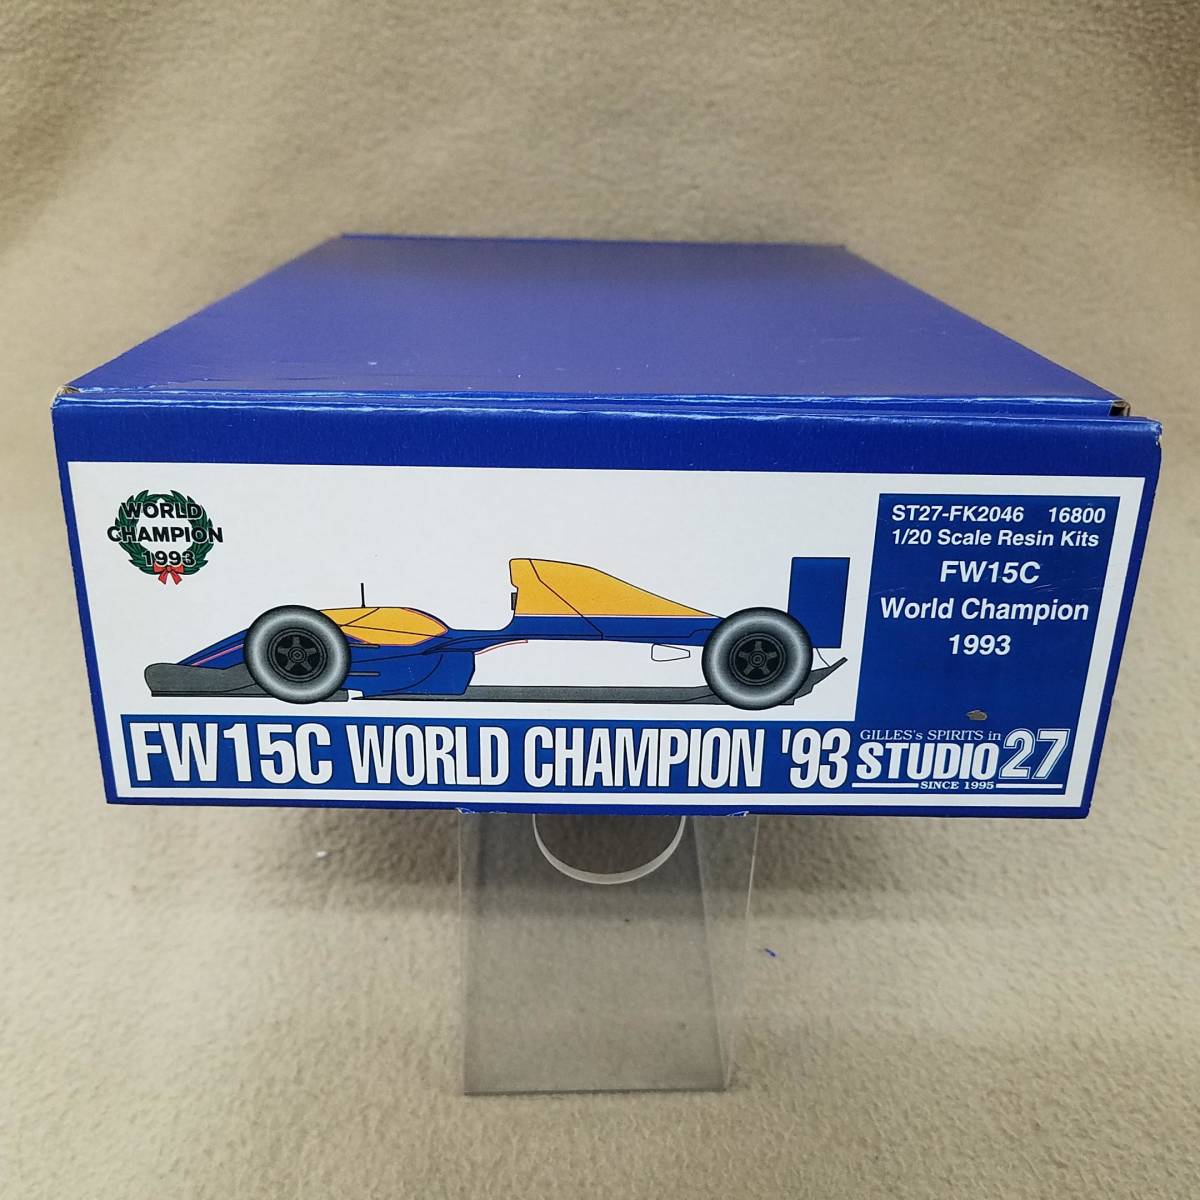 WORLD
CHAMPION
1993
ST27-FK2046 16800
1/20 Scale Resin Kits
FW15C
World Champion
1993
FW15C WORLD CHAMPION '93
GILLES's SPIRITS in
STUDIO27
SINCE 1995